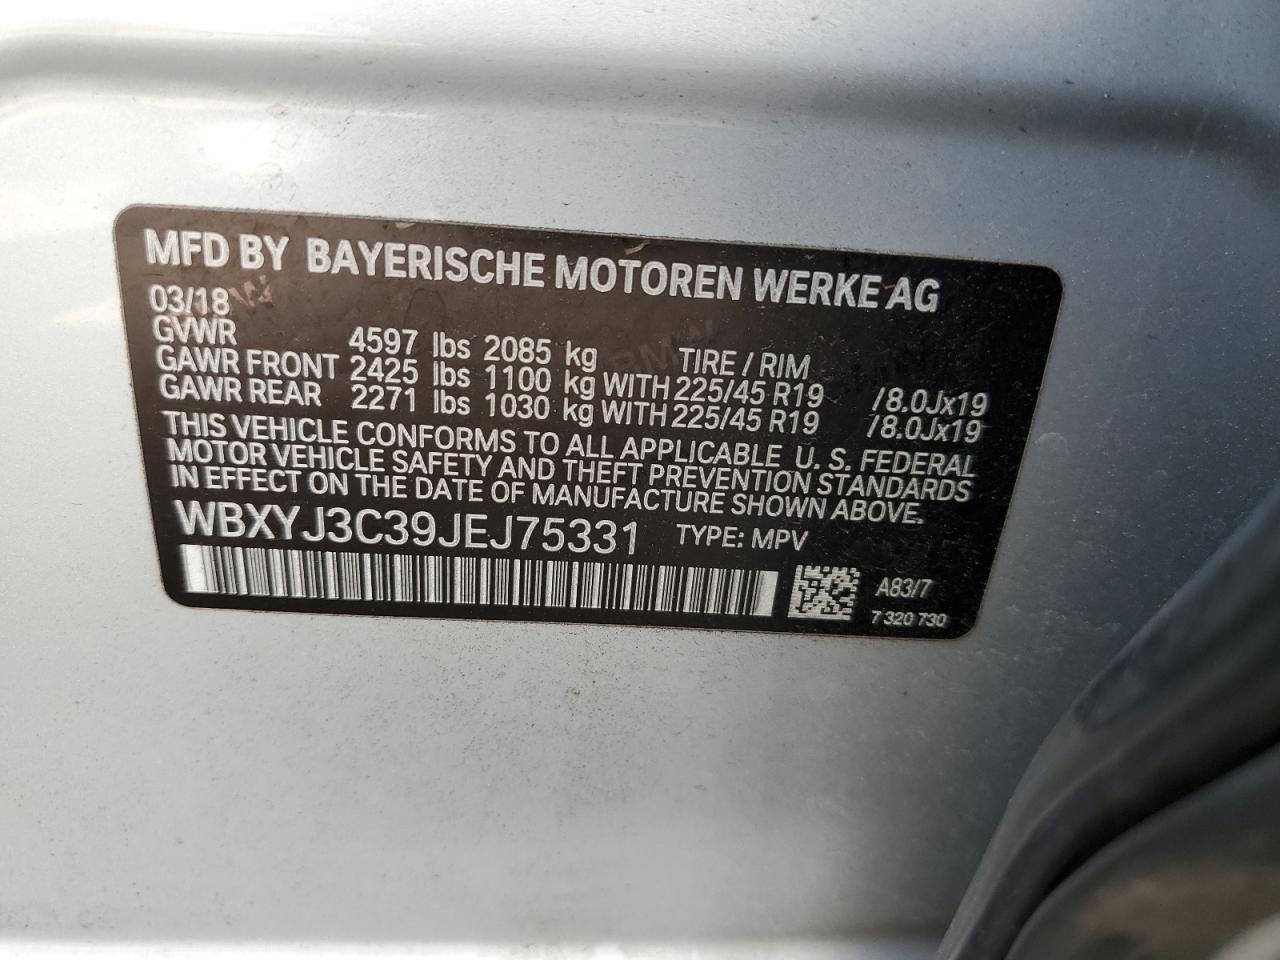 MFD BY BAYERISCHE MOTOREN WERKE AG
03/18
GVWR 4597 lbs 2085 kg TIRE / RIM
GAWR FRONT 2425 lbs 1100 kg WITH 225/45 R19 /8.0Jx19
GAWR REAR 2271 lbs 1030 kg WITH 225/45 R19 /8.0Jx19
THIS VEHICLE CONFORMS TO ALL APPLICABLE U. S. FEDERAL
MOTOR VEHICLE SAFETY AND THEFT PREVENTION STANDARDS
IN EFFECT ON THE DATE OF MANUFACTURE SHOWN ABOVE.
WBXYJ3C39JEJ75331 TYPE: MPV
A83/7
7 320 730